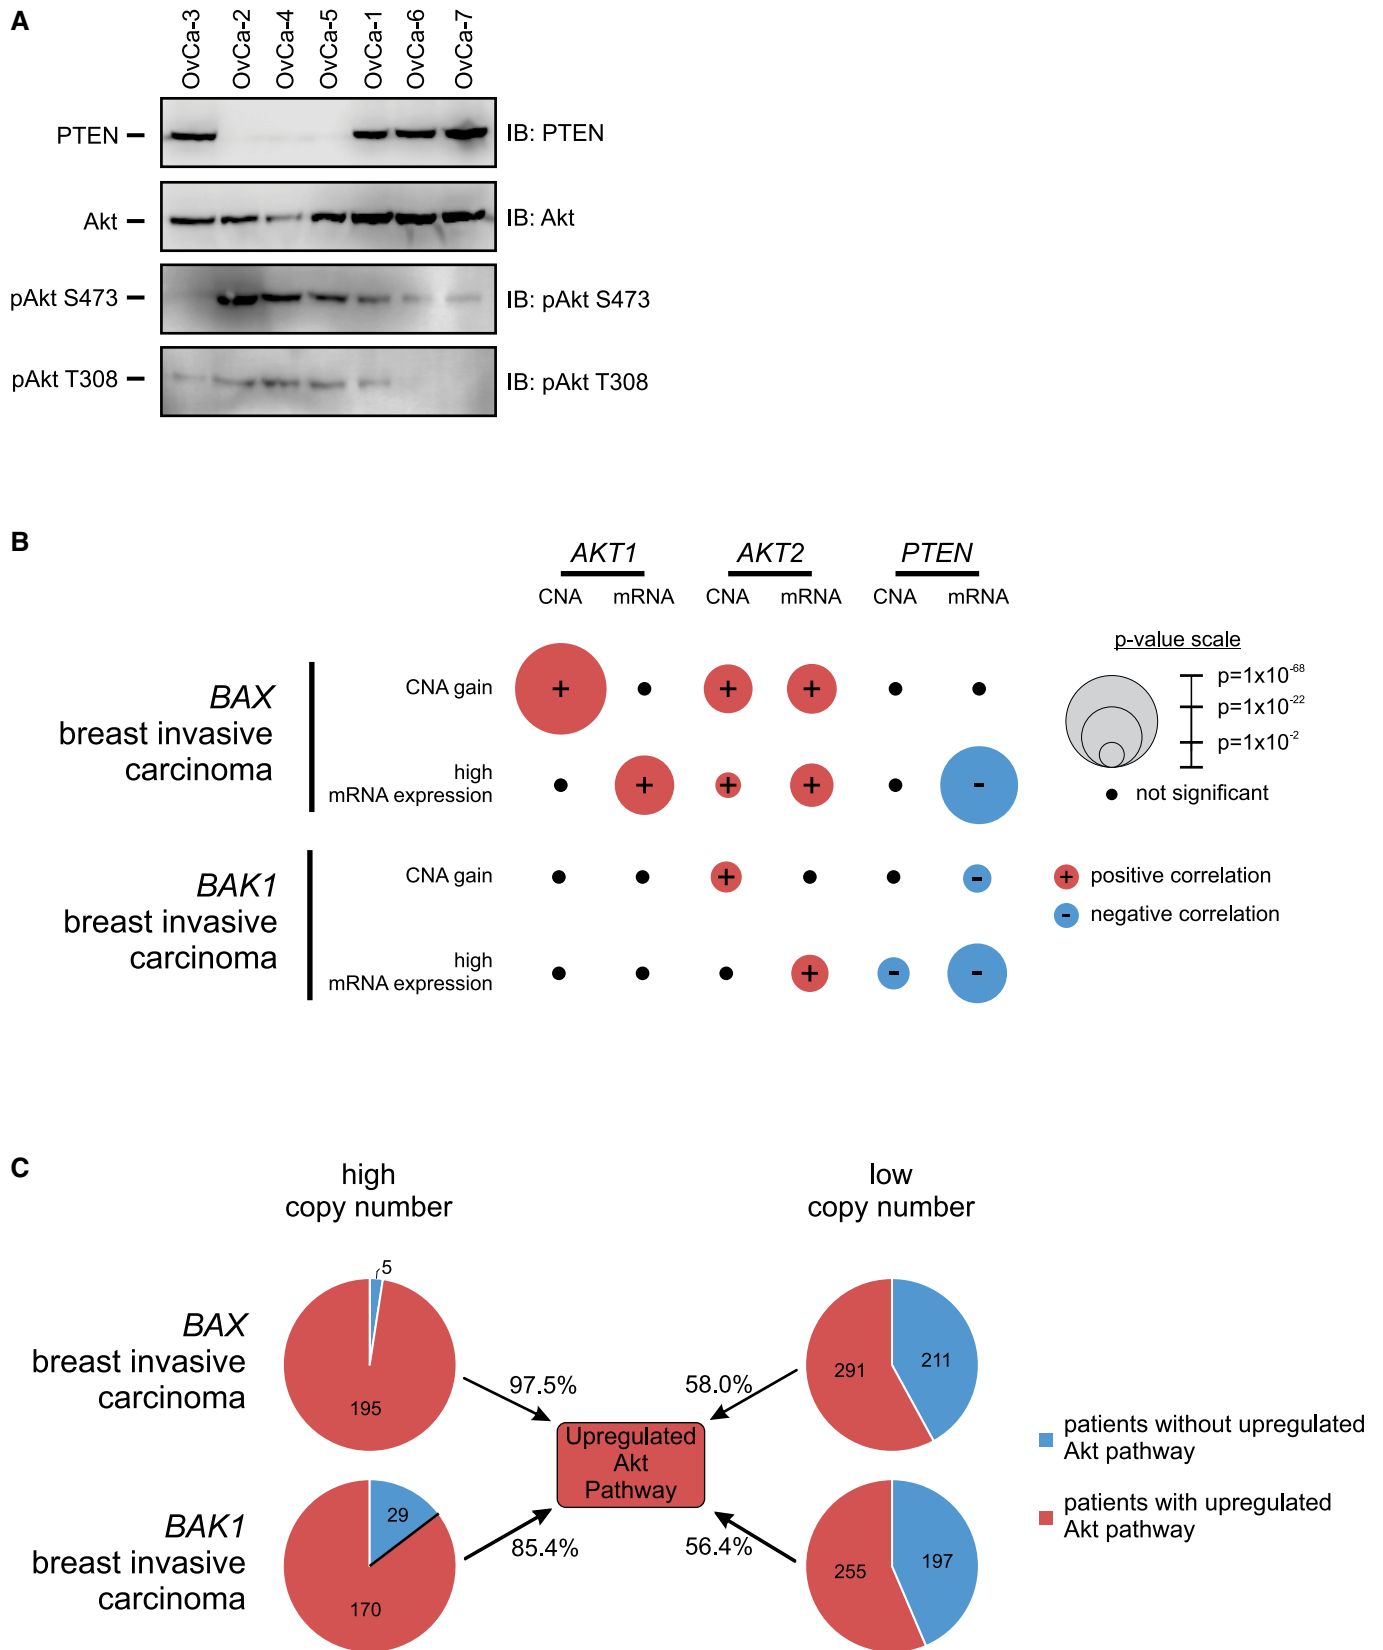 A
OvCa-3
OvCa-2
OvCa-4
OvCa-5
OvCa-1
OvCa-6
OvCa-7
PTEN
IB: PTEN
Akt
IB: Akt
pAkt S473
IB: pAkt S473
pAkt T308
IB: pAkt T308
B
AKT1
AKT2
PTEN
CNA
mRNA
CNA
mRNA
CNA
mRNA
BAX
breast invasive
carcinoma
CNA gain
+
+
+
high
mRNA expression
+
+
+
-
BAK1
breast invasive
carcinoma
CNA gain
+
-
high
mRNA expression
+
-
-
p-value scale
p=1x10⁻⁶⁸
p=1x10⁻²²
p=1x10⁻²
not significant
+ positive correlation
- negative correlation
C
high
copy number
low
copy number
BAX
breast invasive
carcinoma
5
195
97.5%
58.0%
291
211
Upregulated
Akt
Pathway
BAK1
breast invasive
carcinoma
29
170
85.4%
56.4%
255
197
patients without upregulated
Akt pathway
patients with upregulated
Akt pathway